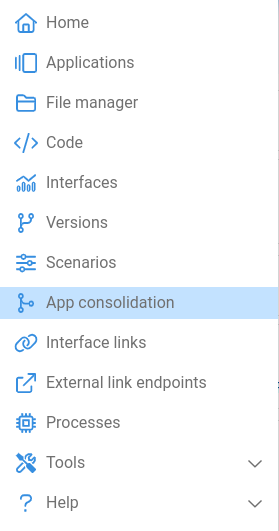 Home
Applications
File manager
Code
Interfaces
Versions
Scenarios
App consolidation
Interface links
External link endpoints
Processes
Tools
Help